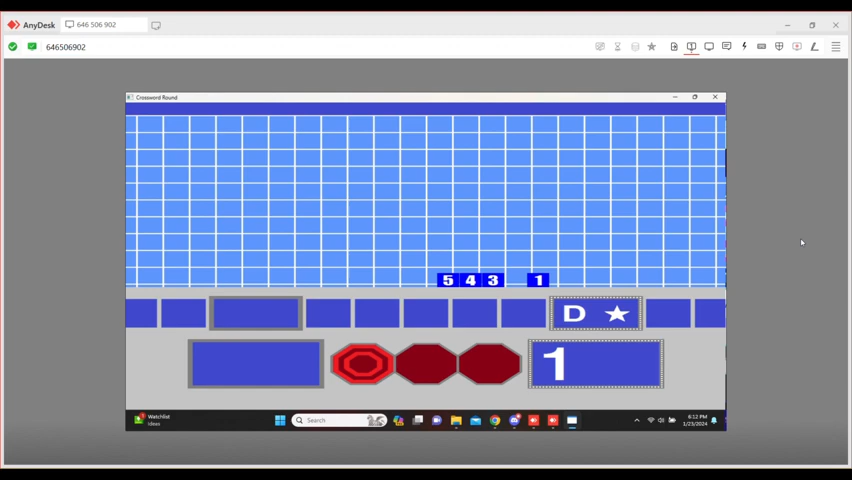 AnyDesk
646 506 902
646506902
Crossword Round
5 4 3 1
D ★
1
Watchlist
Ideas
Search
6:12 PM
1/23/2024